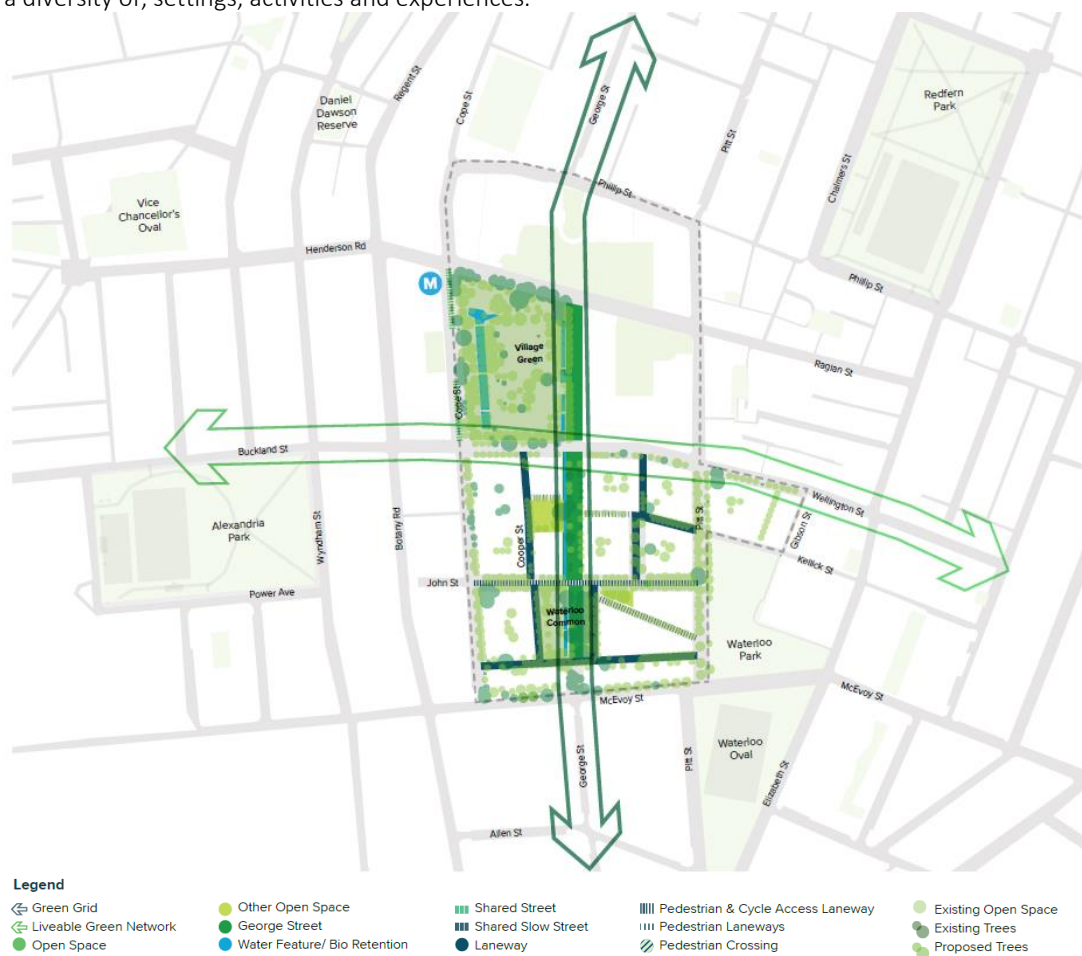 a diversity of, settings, activities and experiences.
Regent St
Cope St
George St
Pitt St
Daniel
Dawson
Reserve
Redfern
Park
Chalmers St
Phillip St
Vice
Chancellor's
Oval
Henderson Rd
M
Phillip St
Village
Green
Raglan St
Cope St
Buckland St
Wellington St
Alexandria
Park
Wyndham St
Botany Rd
Cooper St
Pitt St
Gibson St
Kellick St
John St
Power Ave
Waterloo
Common
Waterloo
Park
McEvoy St
McEvoy St
George St
Pitt St
Waterloo
Oval
Elizabeth St
Allen St
Legend
Green Grid
Liveable Green Network
Open Space
Other Open Space
George Street
Water Feature/ Bio Retention
Shared Street
Shared Slow Street
Laneway
Pedestrian & Cycle Access Laneway
Pedestrian Laneways
Pedestrian Crossing
Existing Open Space
Existing Trees
Proposed Trees